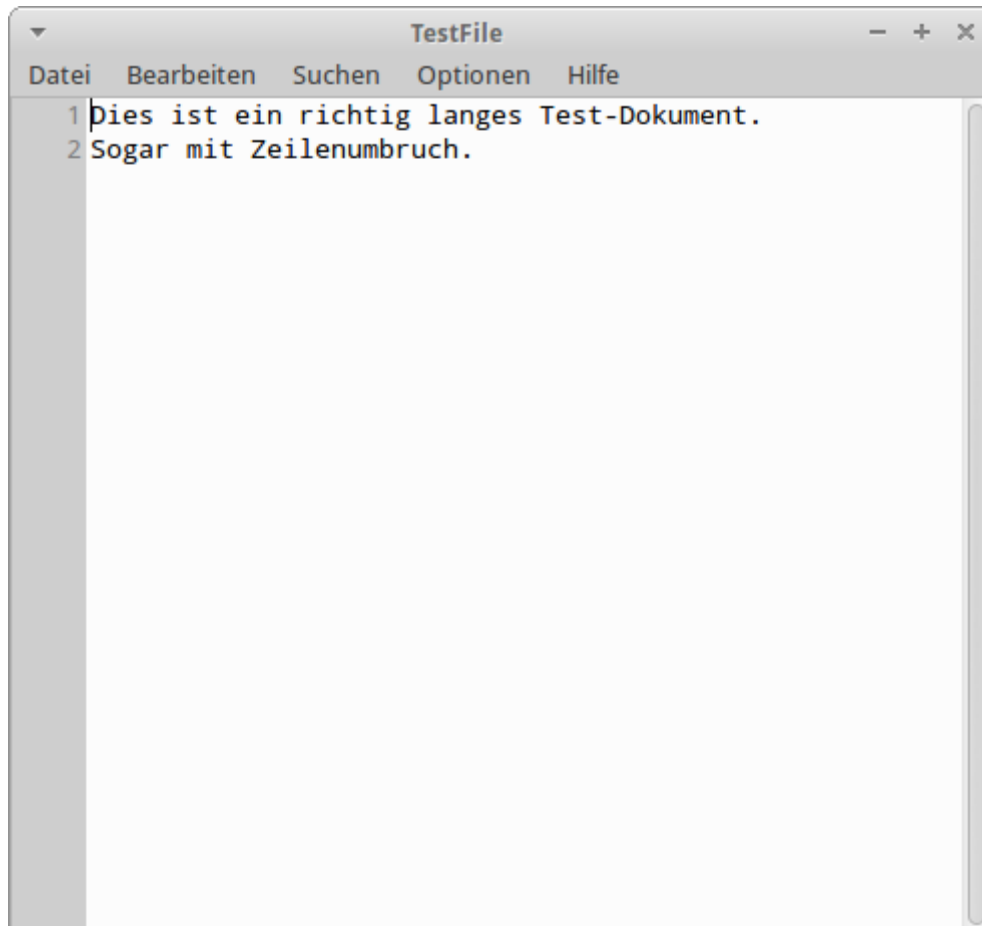 TestFile
Datei Bearbeiten Suchen Optionen Hilfe
1 Dies ist ein richtig langes Test-Dokument.
2 Sogar mit Zeilenumbruch.